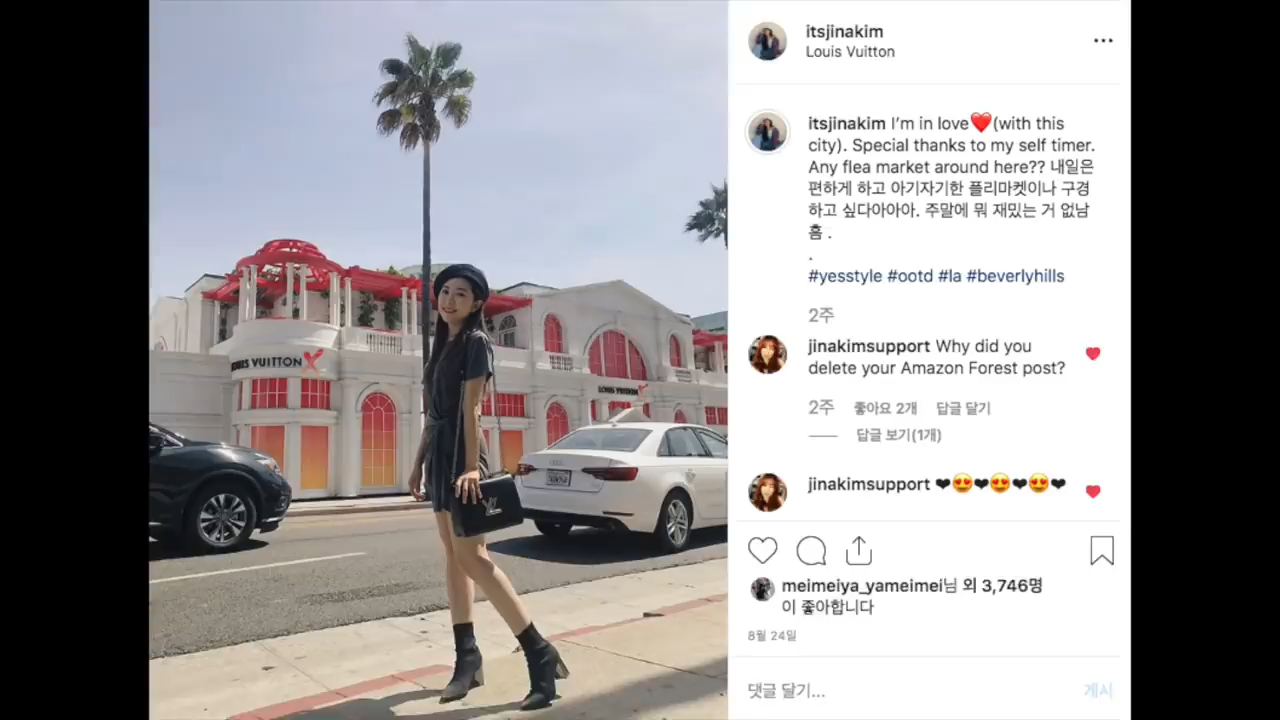 itsjinakim
Louis Vuitton
itsjinakim I'm in love❤️(with this
city). Special thanks to my self timer.
Any flea market around here?? 내일은
편하게 하고 아기자기한 플리마켓이나 구경
하고 싶다아아아. 주말에 뭐 재밌는 거 없남
흠 .
.
#yesstyle #ootd #la #beverlyhills
2주
jinakimsupport Why did you
delete your Amazon Forest post?
2주 좋아요 2개 답글 달기
답글 보기(1개)
jinakimsupport ❤😍❤😍❤😍❤
meimeiya_yameimei님 외 3,746명
이 좋아합니다
8월 24일
댓글 달기...
게시
LOUIS VUITTON X
LOUIS VUITTON
LV